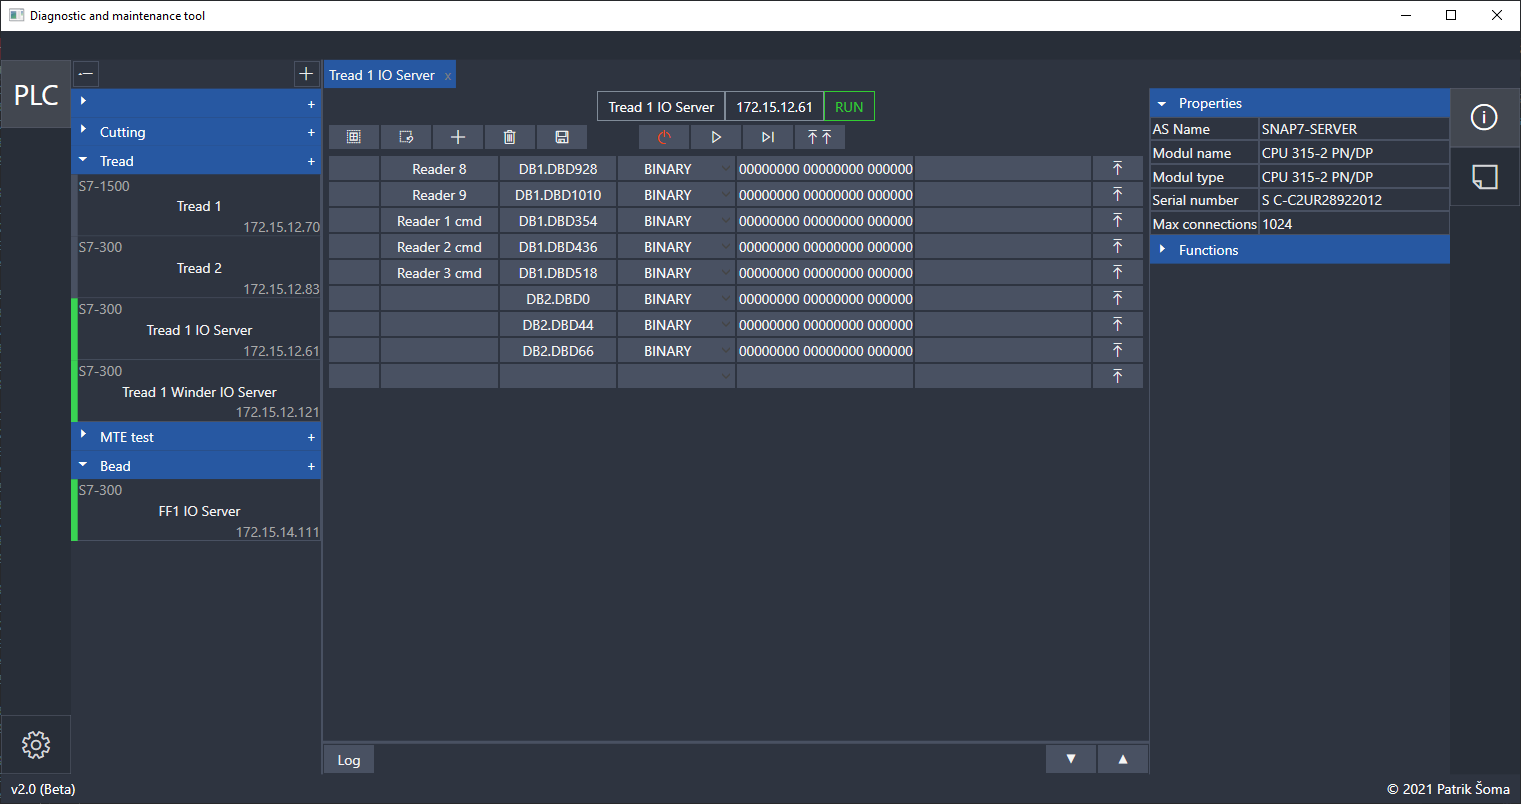 Diagnostic and maintenance tool
PLC
+
Cutting +
Tread +
S7-1500
Tread 1
172.15.12.70
S7-300
Tread 2
172.15.12.83
S7-300
Tread 1 IO Server
172.15.12.61
S7-300
Tread 1 Winder IO Server
172.15.12.121
MTE test +
Bead +
S7-300
FF1 IO Server
172.15.14.111
Tread 1 IO Server x
Tread 1 IO Server 172.15.12.61 RUN
Reader 8 DB1.DBD928 BINARY 00000000 00000000 000000
Reader 9 DB1.DBD1010 BINARY 00000000 00000000 000000
Reader 1 cmd DB1.DBD354 BINARY 00000000 00000000 000000
Reader 2 cmd DB1.DBD436 BINARY 00000000 00000000 000000
Reader 3 cmd DB1.DBD518 BINARY 00000000 00000000 000000
DB2.DBD0 BINARY 00000000 00000000 000000
DB2.DBD44 BINARY 00000000 00000000 000000
DB2.DBD66 BINARY 00000000 00000000 000000
Log
Properties
AS Name SNAP7-SERVER
Modul name CPU 315-2 PN/DP
Modul type CPU 315-2 PN/DP
Serial number S C-C2UR28922012
Max connections 1024
Functions
v2.0 (Beta)
© 2021 Patrik Šoma